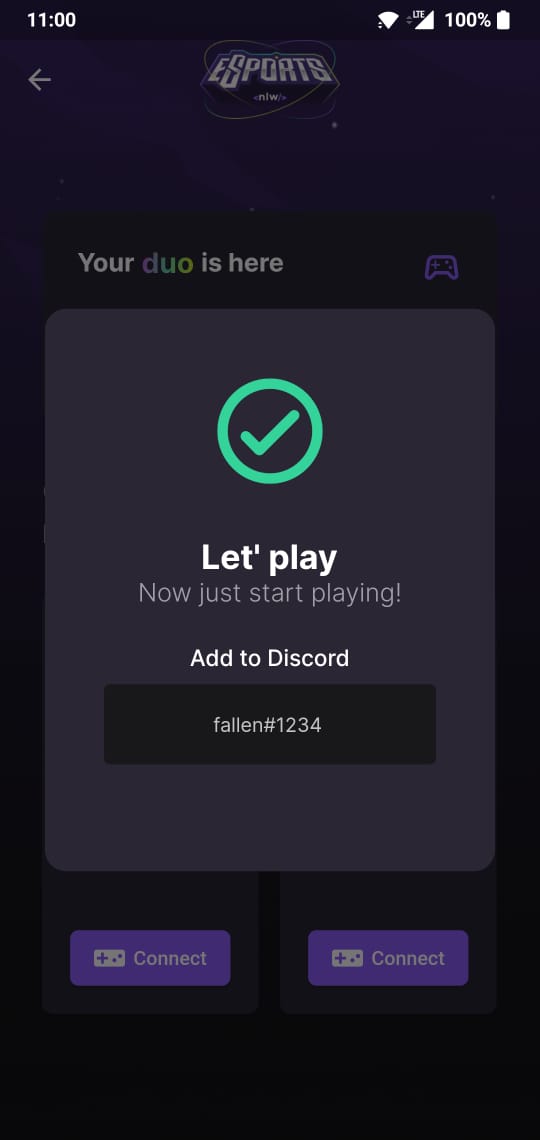 11:00
LTE
100%
ESPORTS
<nlw/>
Your duo is here
Let' play
Now just start playing!
Add to Discord
fallen#1234
Connect
Connect